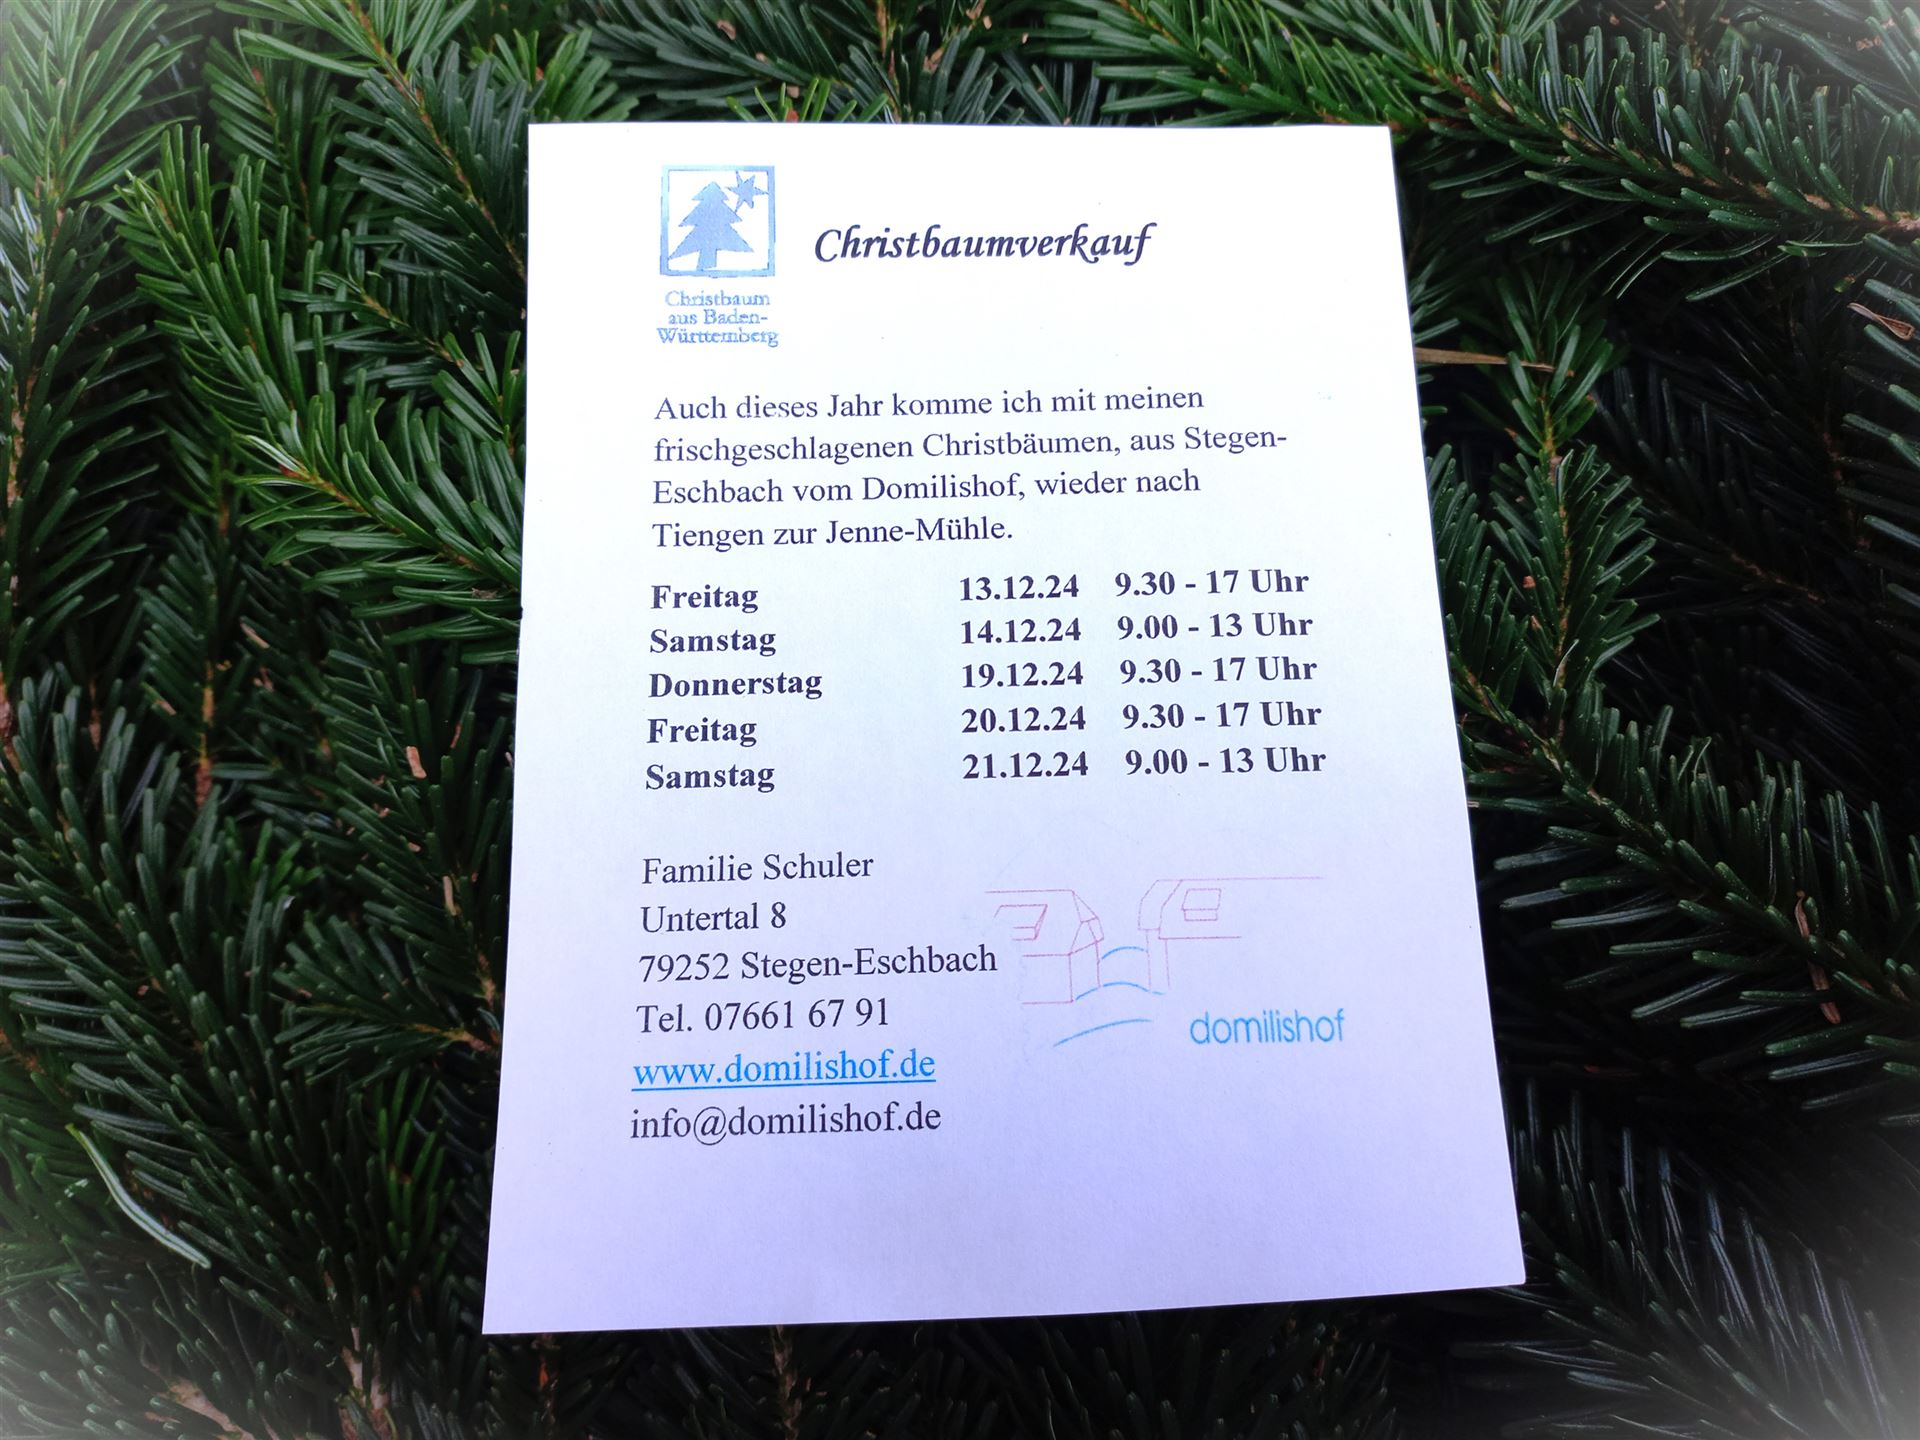 Christbaumverkauf
Christbaum
aus Baden-
Württemberg
Auch dieses Jahr komme ich mit meinen
frischgeschlagenen Christbäumen, aus Stegen-
Eschbach vom Domilishof, wieder nach
Tiengen zur Jenne-Mühle.
Freitag 13.12.24 9.30 - 17 Uhr
Samstag 14.12.24 9.00 - 13 Uhr
Donnerstag 19.12.24 9.30 - 17 Uhr
Freitag 20.12.24 9.30 - 17 Uhr
Samstag 21.12.24 9.00 - 13 Uhr
Familie Schuler
Untertal 8
79252 Stegen-Eschbach
Tel. 07661 67 91
www.domilishof.de
info@domilishof.de
domilishof